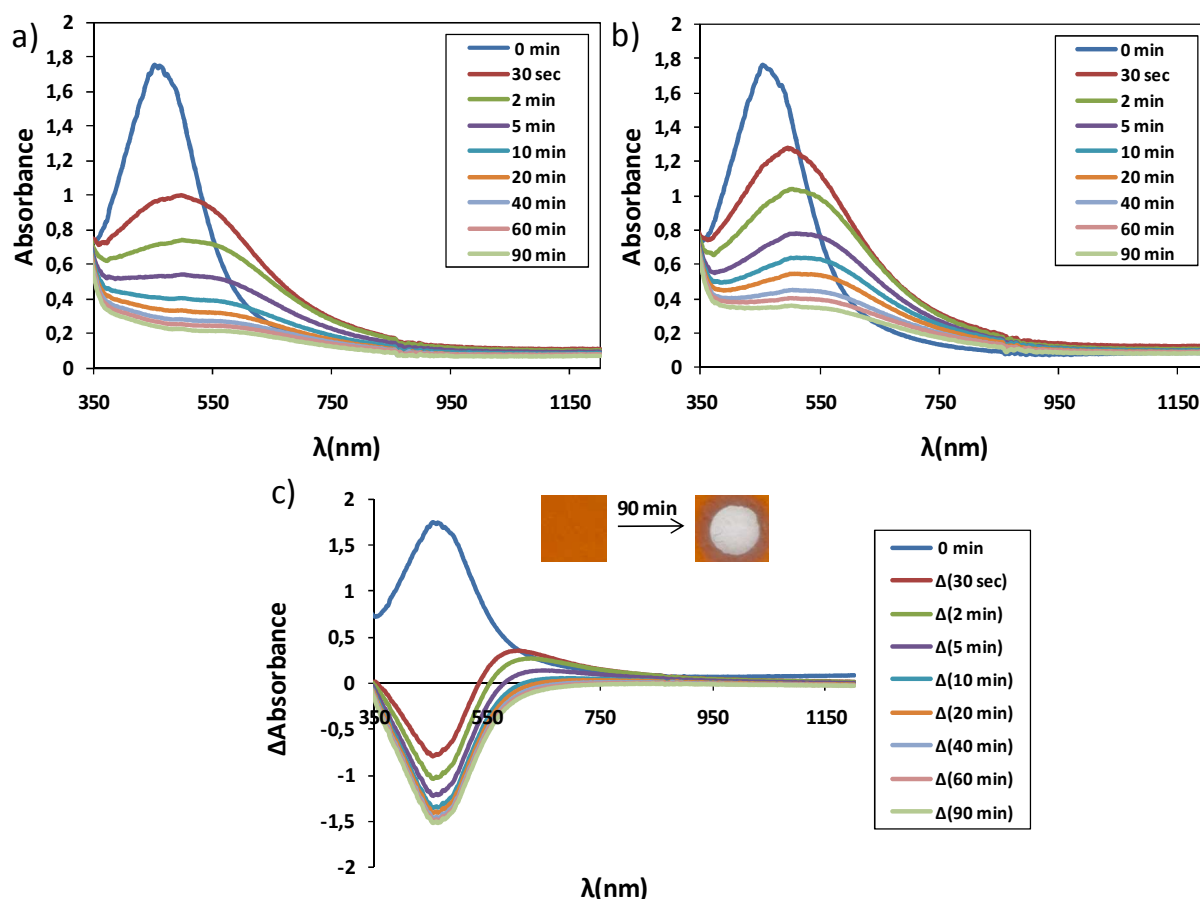 a)
2
1,8
1,6
1,4
1,2
1
0,8
0,6
0,4
0,2
0
350 550 750 950 1150
Absorbance
λ(nm)
0 min
30 sec
2 min
5 min
10 min
20 min
40 min
60 min
90 min
b)
2
1,8
1,6
1,4
1,2
1
0,8
0,6
0,4
0,2
0
350 550 750 950 1150
Absorbance
λ(nm)
0 min
30 sec
2 min
5 min
10 min
20 min
40 min
60 min
90 min
c)
2
1,5
1
0,5
0
-0,5
-1
-1,5
-2
350 550 750 950 1150
ΔAbsorbance
λ(nm)
90 min
0 min
Δ(30 sec)
Δ(2 min)
Δ(5 min)
Δ(10 min)
Δ(20 min)
Δ(40 min)
Δ(60 min)
Δ(90 min)